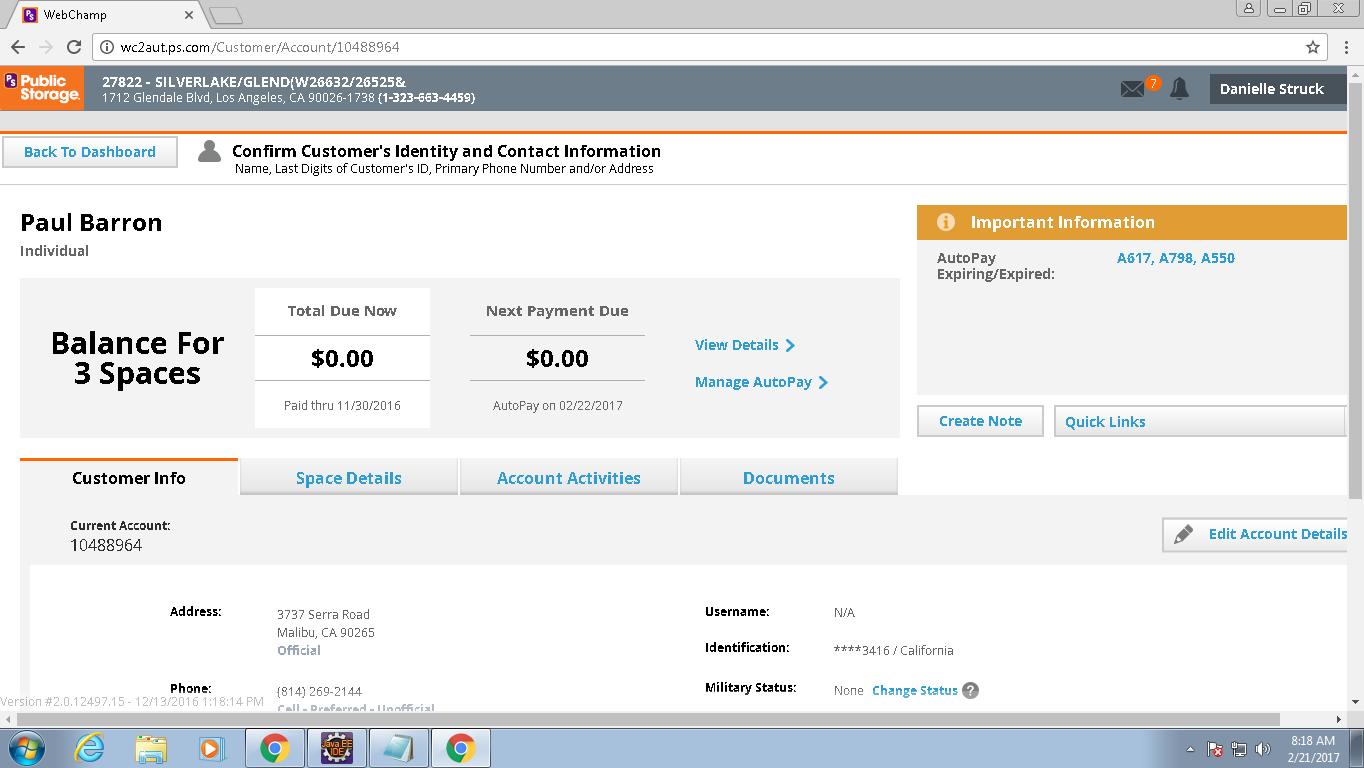 WebChamp
wc2aut.ps.com/Customer/Account/10488964
Public Storage.
27822 - SILVERLAKE/GLEND(W26632/26525&
1712 Glendale Blvd, Los Angeles, CA 90026-1738 (1-323-663-4459)
7
Danielle Struck
Back To Dashboard
Confirm Customer's Identity and Contact Information
Name, Last Digits of Customer's ID, Primary Phone Number and/or Address
Paul Barron
Individual
Important Information
AutoPay
Expiring/Expired:
A617, A798, A550
Balance For
3 Spaces
Total Due Now
$0.00
Paid thru 11/30/2016
Next Payment Due
$0.00
AutoPay on 02/22/2017
View Details
Manage AutoPay
Create Note
Quick Links
Customer Info
Space Details
Account Activities
Documents
Current Account:
10488964
Edit Account Details
Address:
3737 Serra Road
Malibu, CA 90265
Official
Username:
N/A
Identification:
****3416 / California
Phone:
(814) 269-2144
Cell - Preferred - Unofficial
Military Status:
None Change Status ?
Version #2.0.12497.15 - 12/13/2016 1:18:14 PM
Java EE
IDE
8:18 AM
2/21/2017